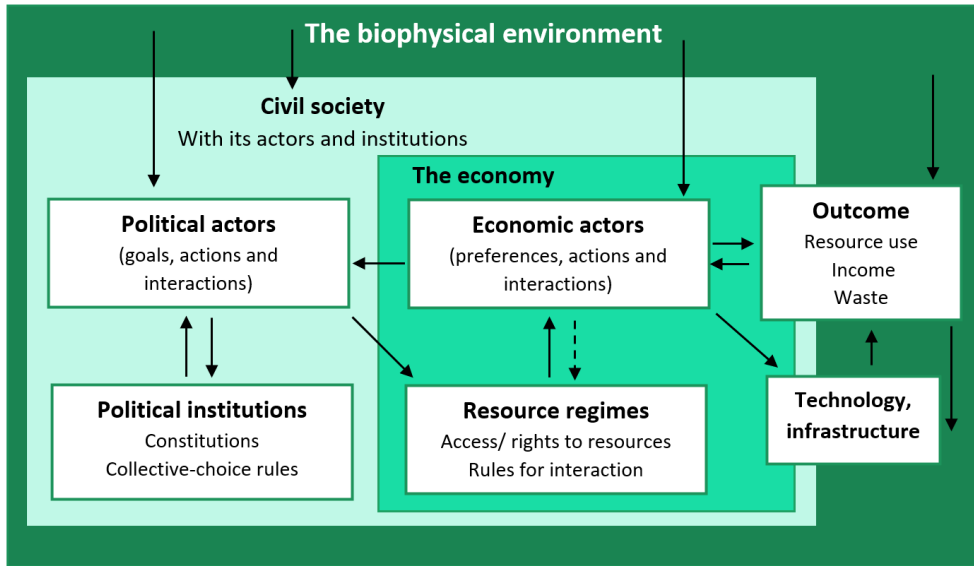 The biophysical environment
Civil society
With its actors and institutions
The economy
Political actors
(goals, actions and
interactions)
Economic actors
(preferences, actions and
interactions)
Outcome
Resource use
Income
Waste
Political institutions
Constitutions
Collective-choice rules
Resource regimes
Access/ rights to resources
Rules for interaction
Technology,
infrastructure